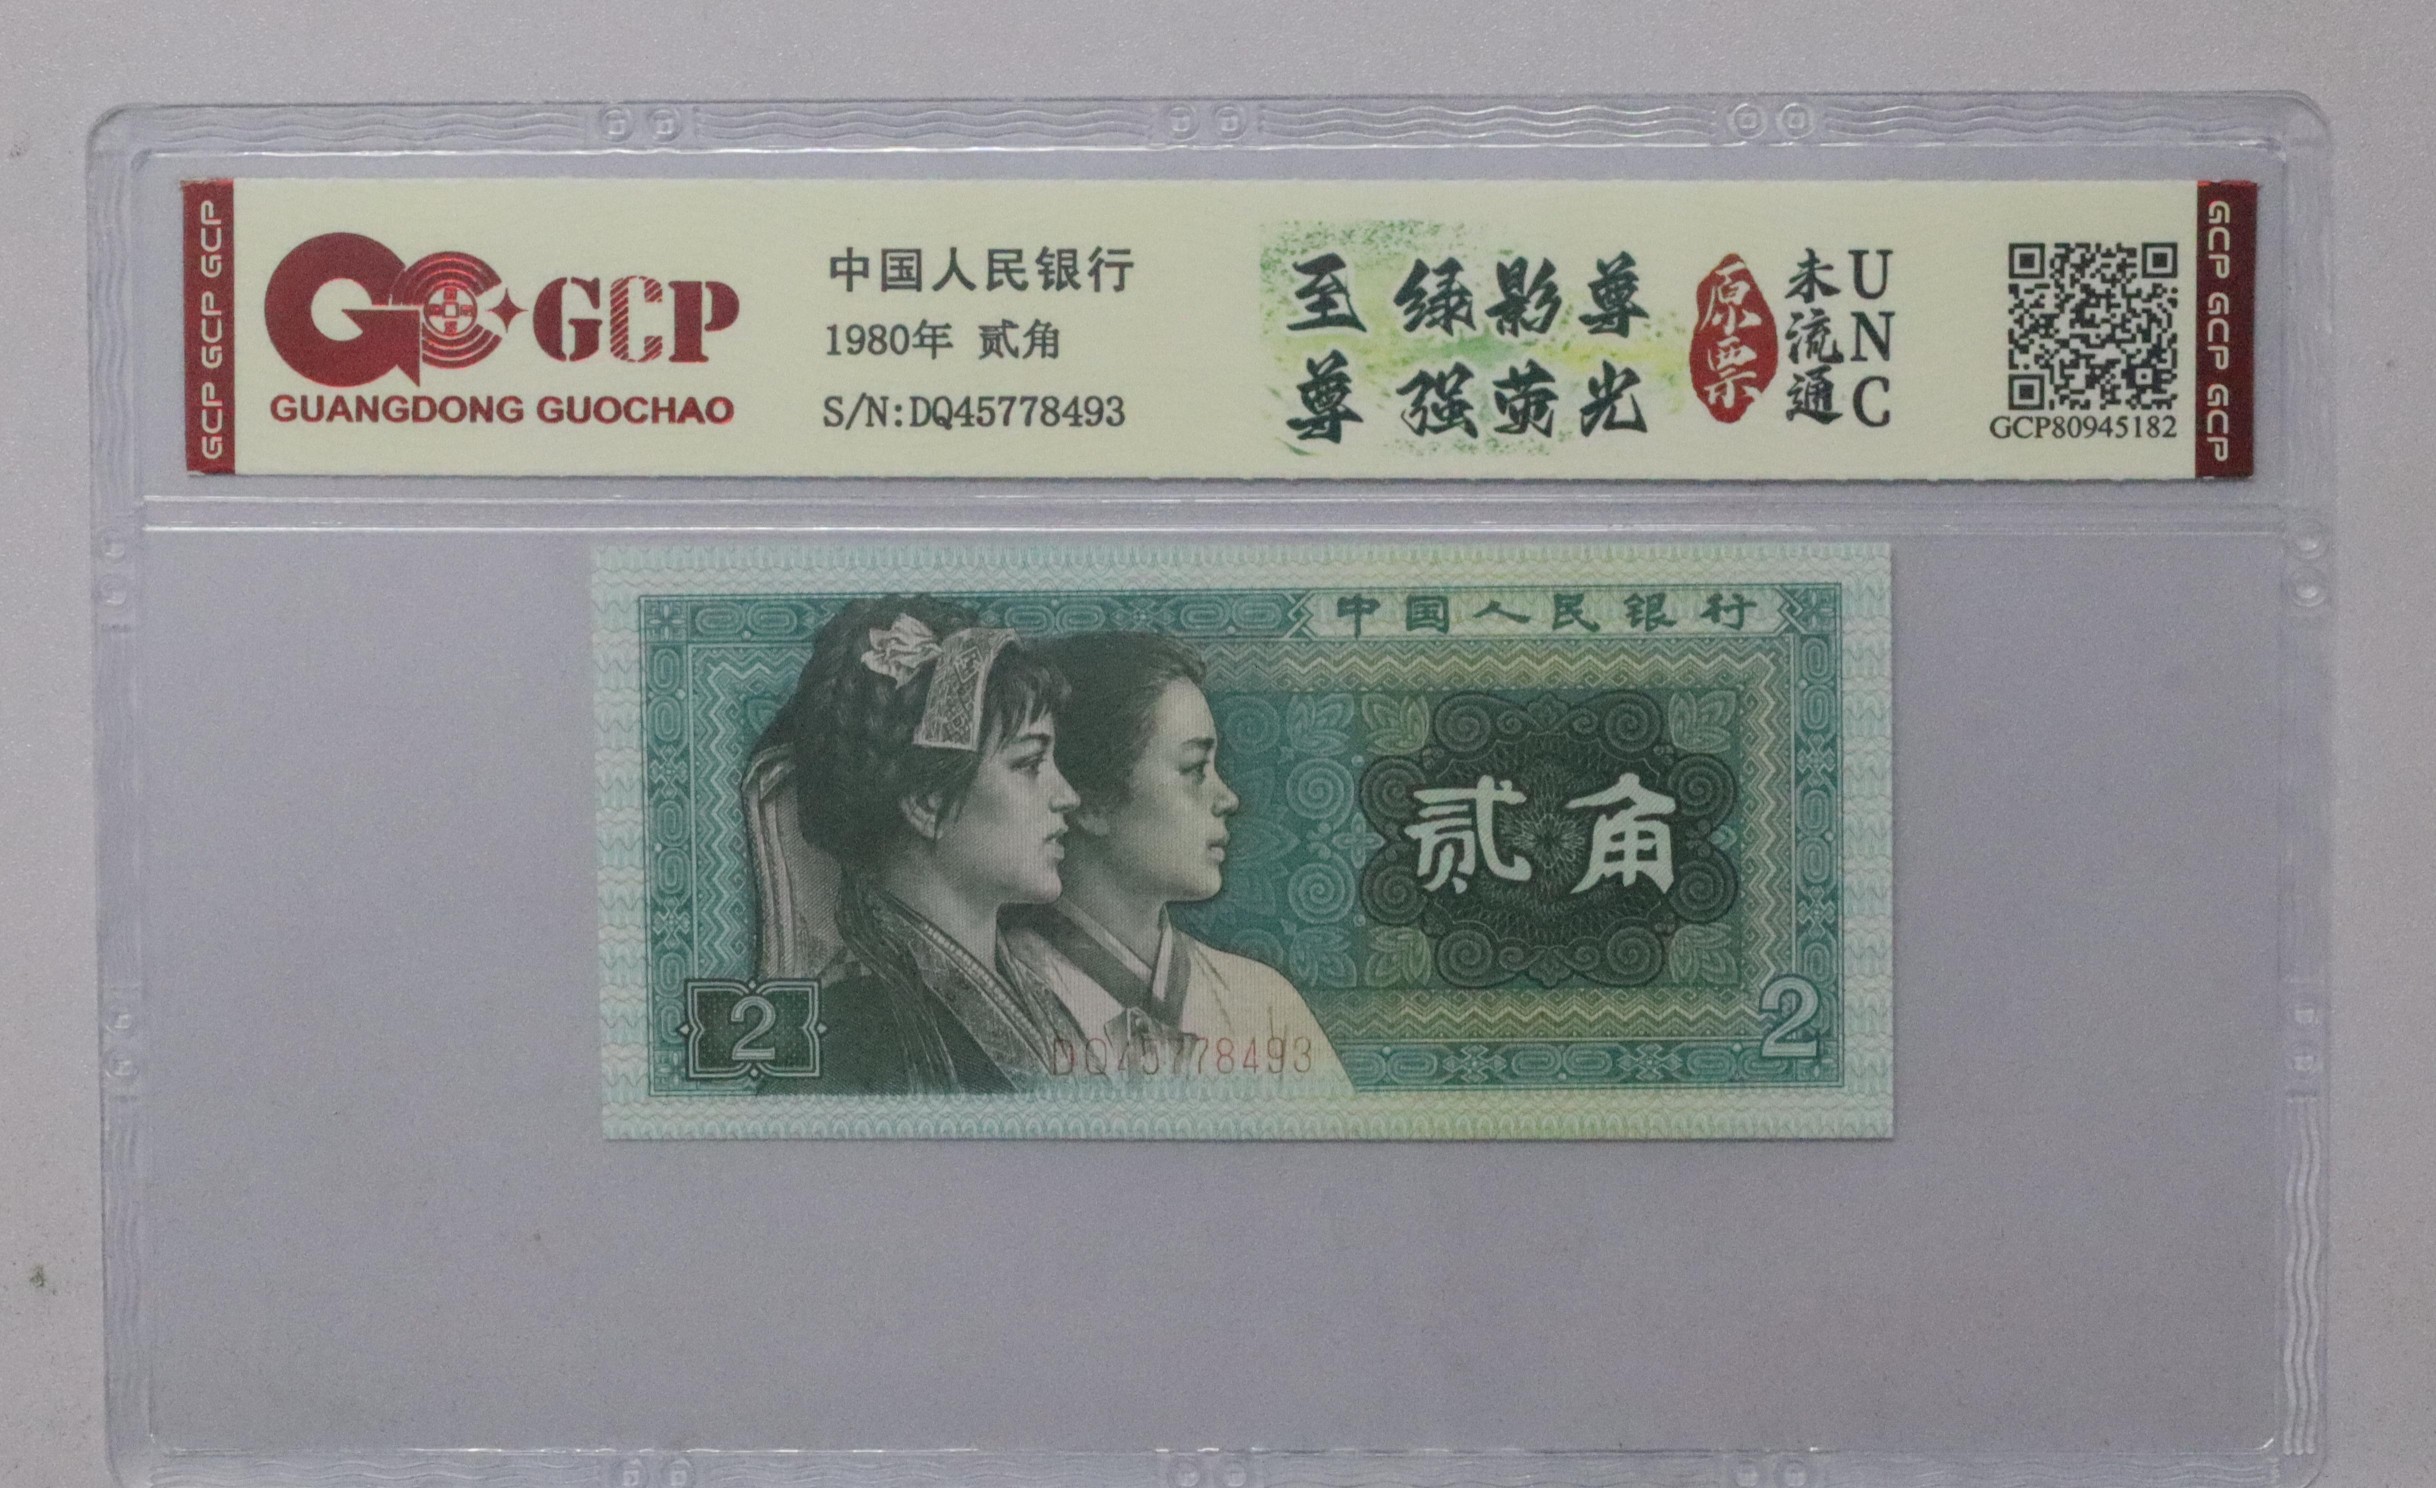 GCP GCP GCP
GCP
GUANGDONG GUOCHAO
中国人民银行
1980年 贰角
S/N:DQ45778493
至尊
绿影尊
强荧光
原票
未流通
UNC
GCP80945182
GCP GCP GCP
中国人民银行
贰角
2
2
DQ45778493